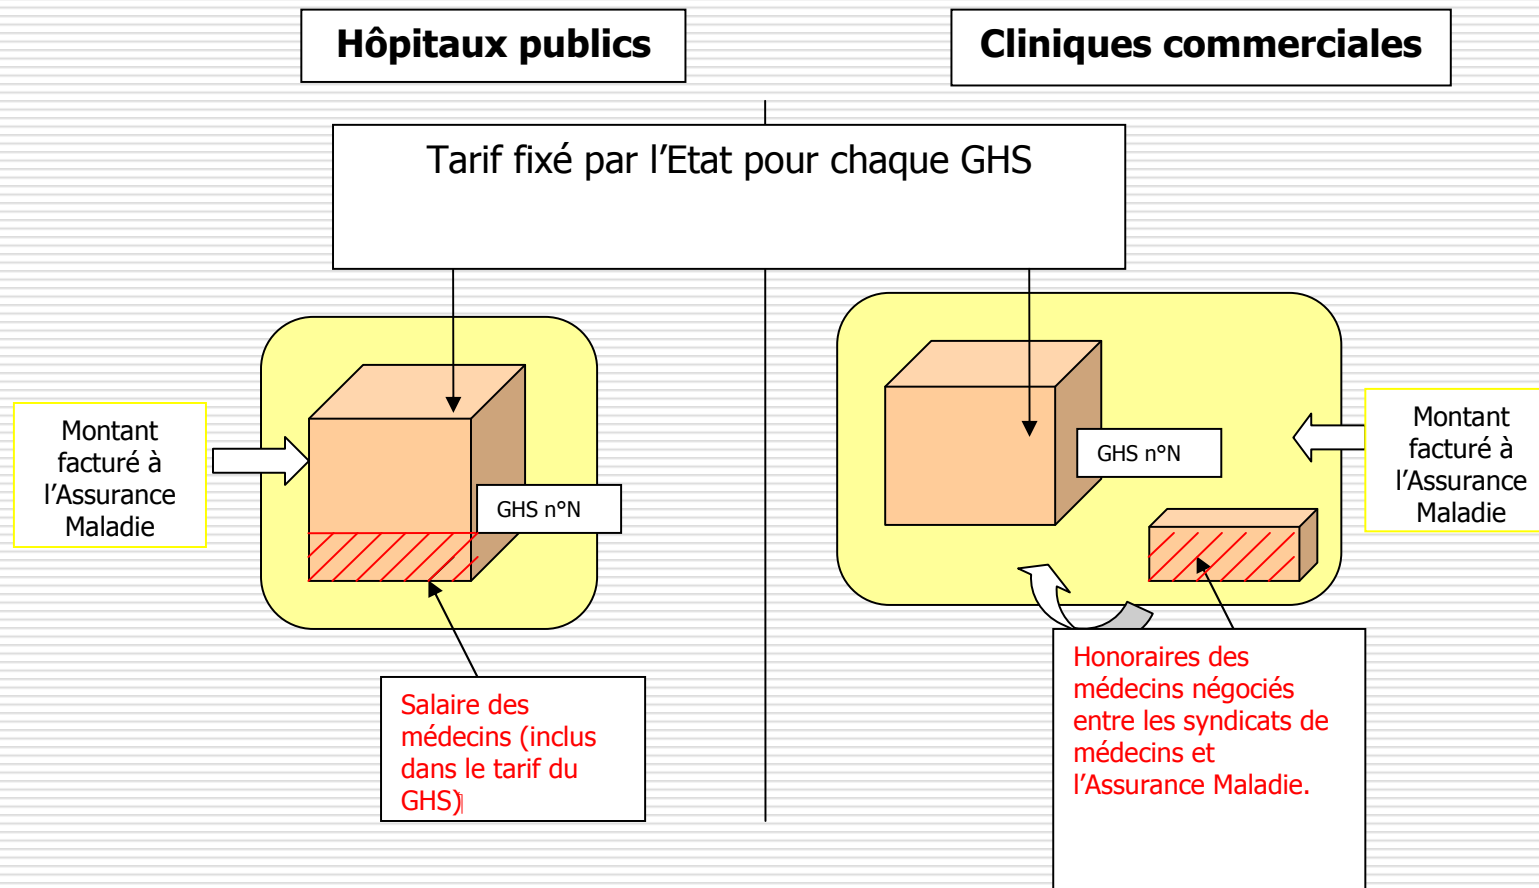 Hôpitaux publics
Cliniques commerciales
Tarif fixé par l’Etat pour chaque GHS
Montant
facturé à
l’Assurance
Maladie
GHS n°N
Salaire des
médecins (inclus
dans le tarif du
GHS)
GHS n°N
Montant
facturé à
l’Assurance
Maladie
Honoraires des
médecins négociés
entre les syndicats de
médecins et
l’Assurance Maladie.